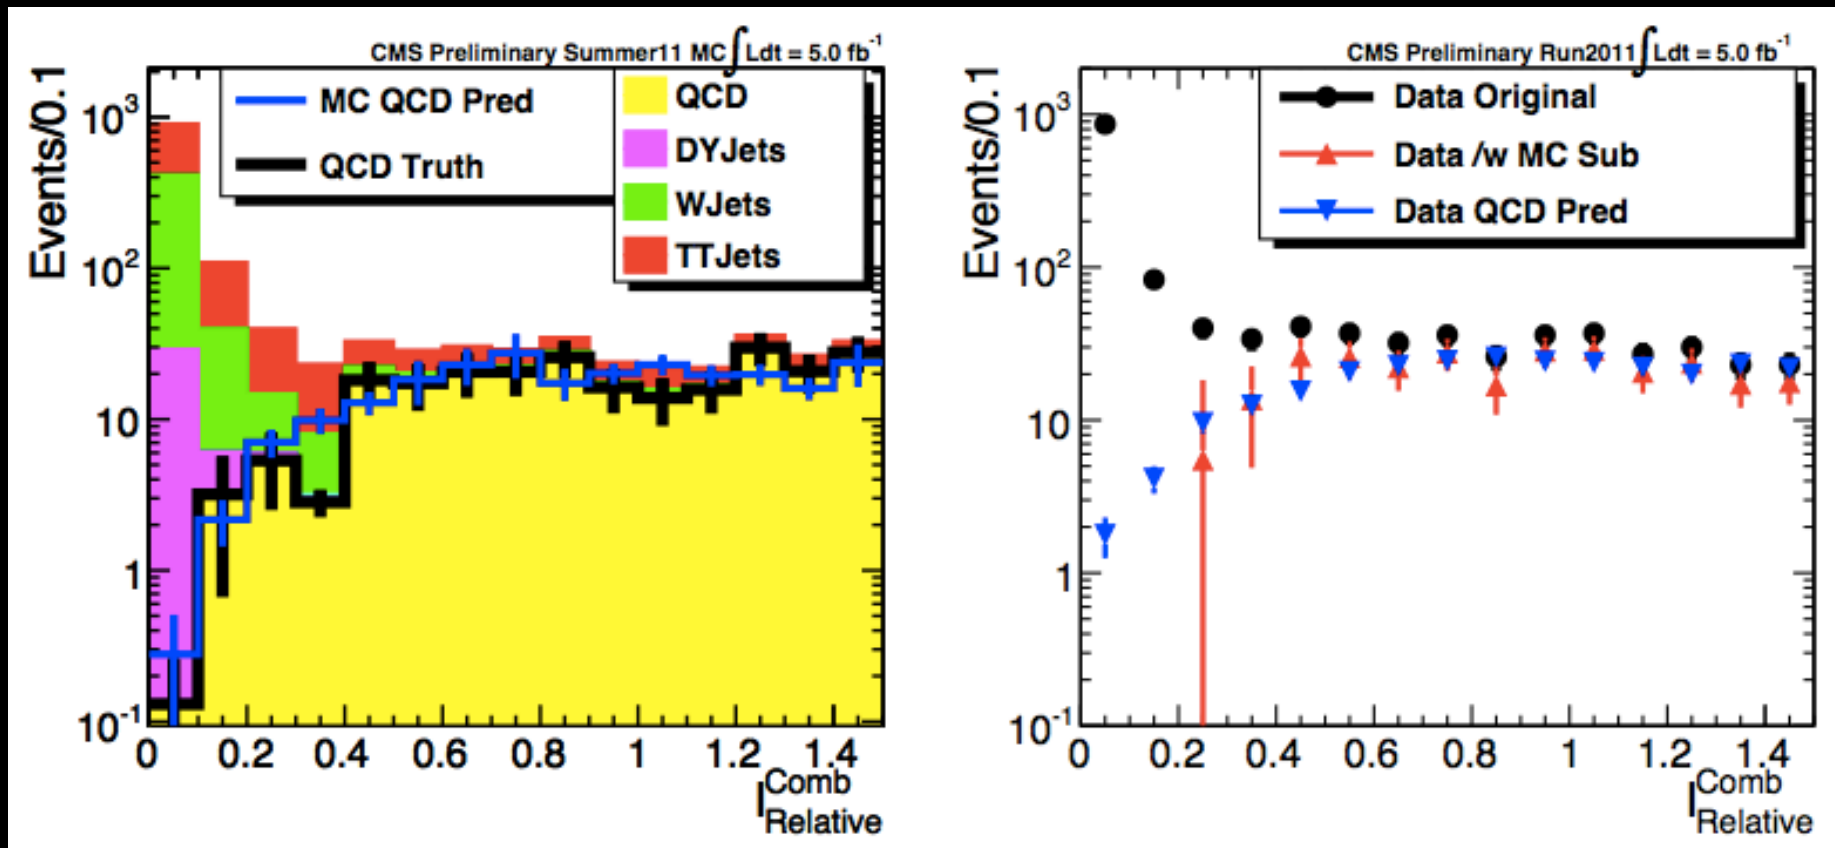 CMS Preliminary Summer11 MC ∫Ldt = 5.0 fb⁻¹
MC QCD Pred
QCD Truth
QCD
DYJets
WJets
TTJets
Events/0.1
10³
10²
10
1
10⁻¹
0 0.2 0.4 0.6 0.8 1 1.2 1.4
I Comb Relative
CMS Preliminary Run2011 ∫Ldt = 5.0 fb⁻¹
Data Original
Data /w MC Sub
Data QCD Pred
Events/0.1
10³
10²
10
1
10⁻¹
0 0.2 0.4 0.6 0.8 1 1.2 1.4
I Comb Relative